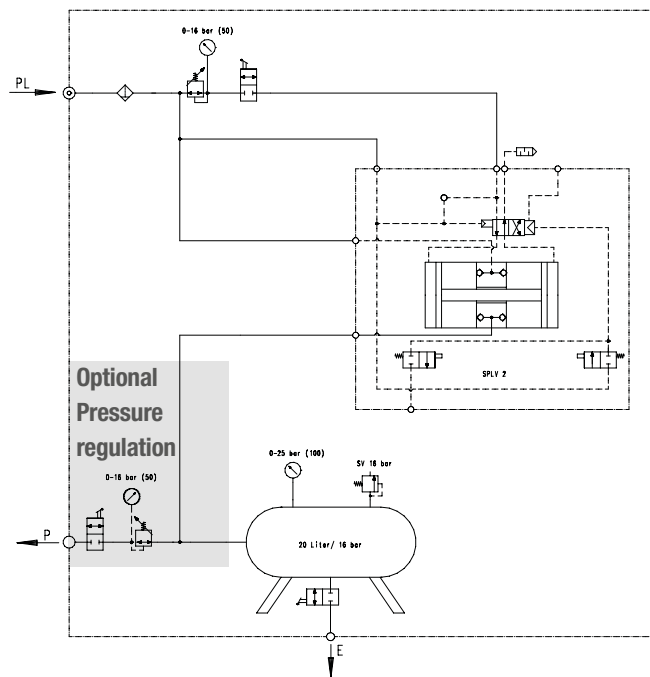 0-16 bar (50)
PL
SPLV 2
Optional
Pressure
regulation
0-25 bar (100)
SV 16 bar
0-16 bar (50)
P
20 Liter/ 16 bar
E